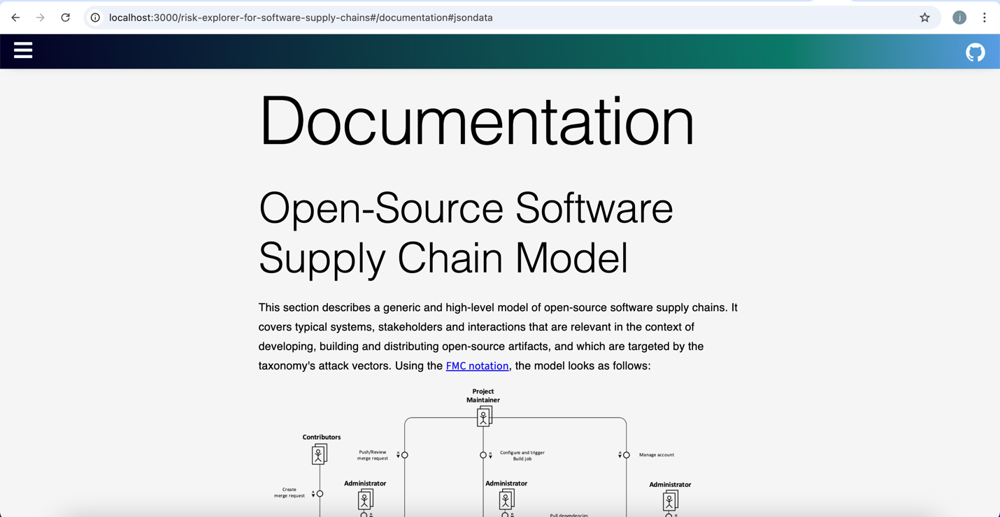 localhost:3000/risk-explorer-for-software-supply-chains#/documentation#jsondata
j
Documentation
Open-Source Software
Supply Chain Model
This section describes a generic and high-level model of open-source software supply chains. It
covers typical systems, stakeholders and interactions that are relevant in the context of
developing, building and distributing open-source artifacts, and which are targeted by the
taxonomy's attack vectors. Using the FMC notation, the model looks as follows:
Project
Maintainer
Contributors
Push/Review
merge request
R
Configure and trigger
Build job
R
Manage account
R
Create
merge request
R
Administrator
R
Administrator
R
Pull dependencies
Administrator
R